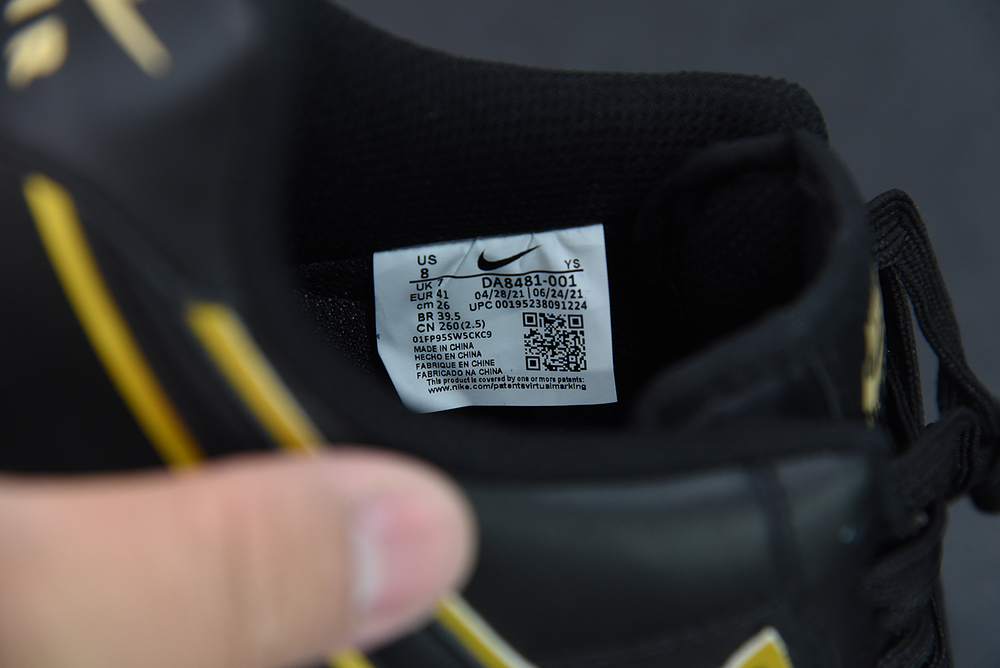 US
8
YS
UK 7
DA8481-001
EUR 41
04/28/21 | 06/24/21
cm 26
UPC 00195238091224
BR 39.5
CN 260(2.5)
01FP95SW5CKC9
MADE IN CHINA
HECHO EN CHINA
FABRIQUE EN CHINE
FABRICADO NA CHINA
This product is covered by one or more patents:
www.nike.com/patentsvirtualmarking